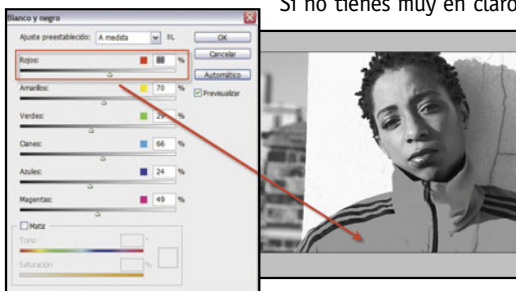 Si no tienes muy en claro
Blanco y negro
Ajuste preestablecido: A medida
OK
Cancelar
Automático
Previsualizar
Rojos: 88 %
Amarillos: 70 %
Verdes: 29 %
Cianes: 66 %
Azules: 24 %
Magentas: 49 %
Matiz
Tono °
Saturación %